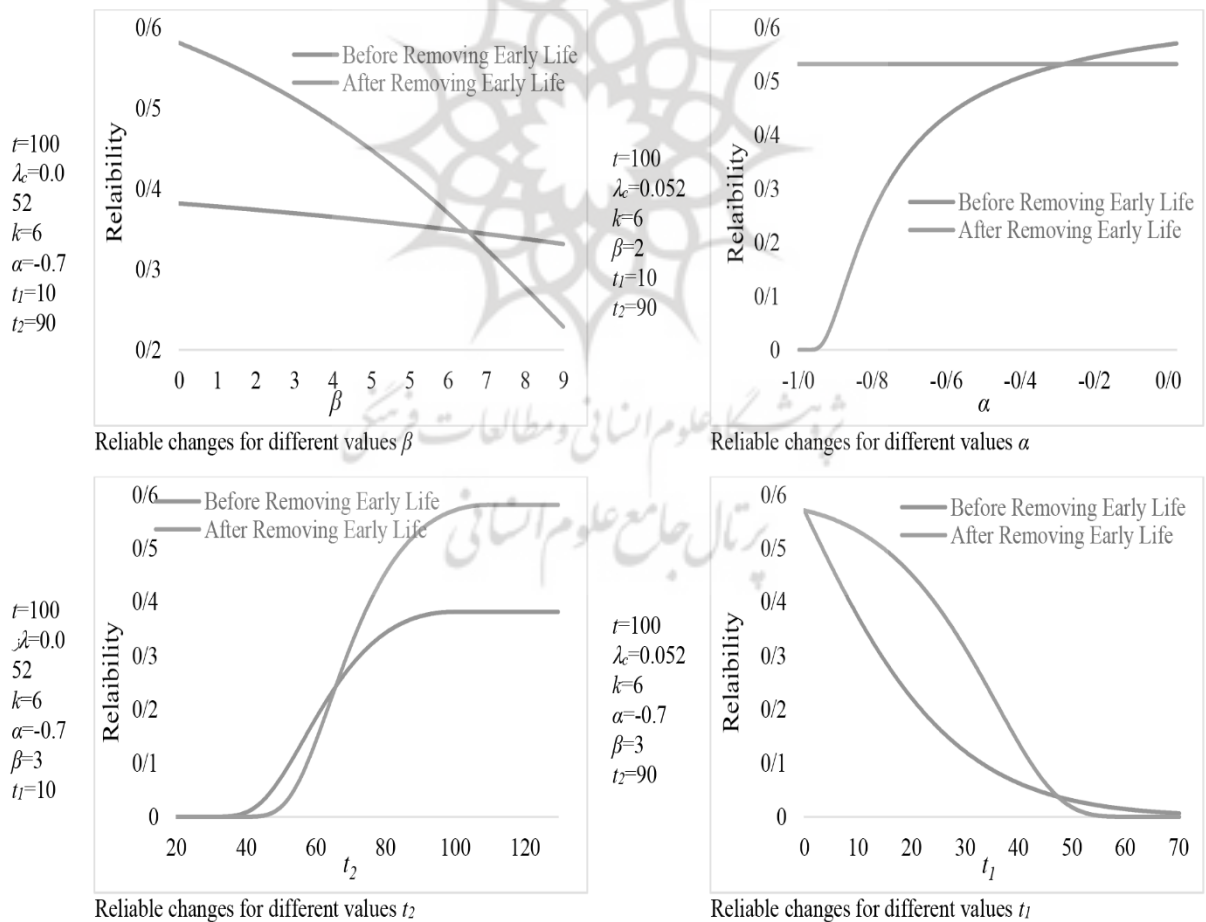 0/6
0/5
0/4
0/3
0/2
Relaibility
Before Removing Early Life
After Removing Early Life
t=100
λc=0.0
52
k=6
α=-0.7
t1=10
t2=90
0 1 2 3 4 5 5 6 7 8 9
β
Reliable changes for different values β
0/6
0/5
0/4
0/3
0/2
0/1
0
Relaibility
Before Removing Early Life
After Removing Early Life
t=100
λc=0.052
k=6
β=2
t1=10
t2=90
-1/0 -0/8 -0/6 -0/4 -0/2 0/0
α
Reliable changes for different values α
پژوهشگاه علوم انسانی و مطالعات فرهنگی
پرتال جامع علوم انسانی
0/6
0/5
0/4
0/3
0/2
0/1
0
Relaibility
Before Removing Early Life
After Removing Early Life
t=100
λ=0.0
52
k=6
α=-0.7
β=3
t1=10
20 40 60 80 100 120
t2
Reliable changes for different values t2
0/6
0/5
0/4
0/3
0/2
0/1
0
Relaibility
Before Removing Early Life
After Removing Early Life
t=100
λc=0.052
k=6
α=-0.7
β=3
t2=90
0 10 20 30 40 50 60 70
t1
Reliable changes for different values t1